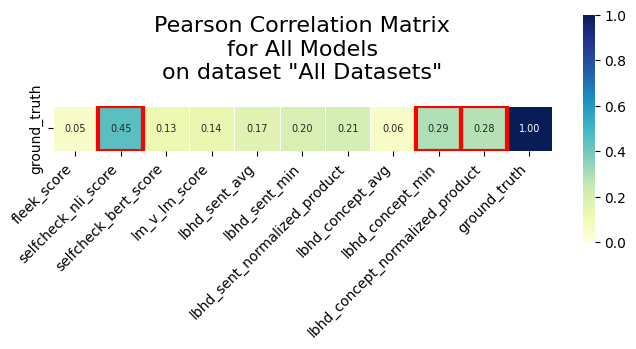 Pearson Correlation Matrix
for All Models
on dataset "All Datasets"
ground_truth
0.05 0.45 0.13 0.14 0.17 0.20 0.21 0.06 0.29 0.28 1.00
fleek_score
selfcheck_nli_score
selfcheck_bert_score
lm_v_lm_score
lbhd_sent_avg
lbhd_sent_min
lbhd_sent_normalized_product
lbhd_concept_avg
lbhd_concept_min
lbhd_concept_normalized_product
ground_truth
1.0
0.8
0.6
0.4
0.2
0.0